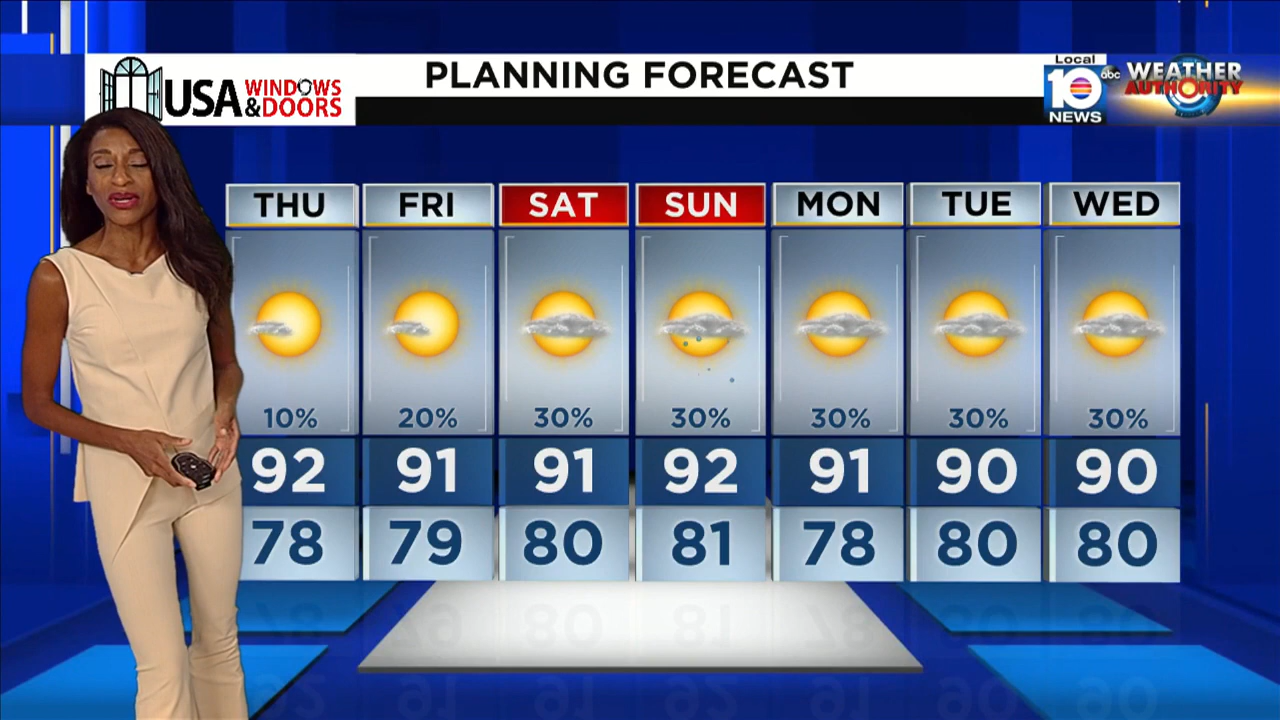 USA WINDOWS
&DOORS
PLANNING FORECAST
Local
10
NEWS
abc
WEATHER
AUTHORITY
THU FRI SAT SUN MON TUE WED
10% 20% 30% 30% 30% 30% 30%
92 91 91 92 91 90 90
78 79 80 81 78 80 80